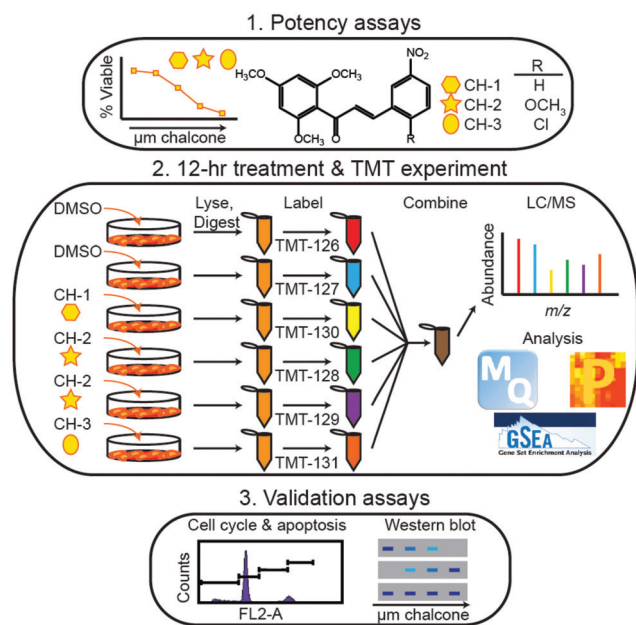 1. Potency assays
% Viable
µm chalcone
H₃CO
OCH₃
OCH₃
O
NO₂
R
R
CH-1 H
CH-2 OCH₃
CH-3 Cl
2. 12-hr treatment & TMT experiment
Lyse, Digest
Label
Combine
LC/MS
DMSO
TMT-126
DMSO
TMT-127
CH-1
TMT-130
CH-2
TMT-128
CH-2
TMT-129
CH-3
TMT-131
Abundance
m/z
Analysis
MQ
P
GSEA
Gene Set Enrichment Analysis
3. Validation assays
Cell cycle & apoptosis
Counts
FL2-A
Western blot
µm chalcone